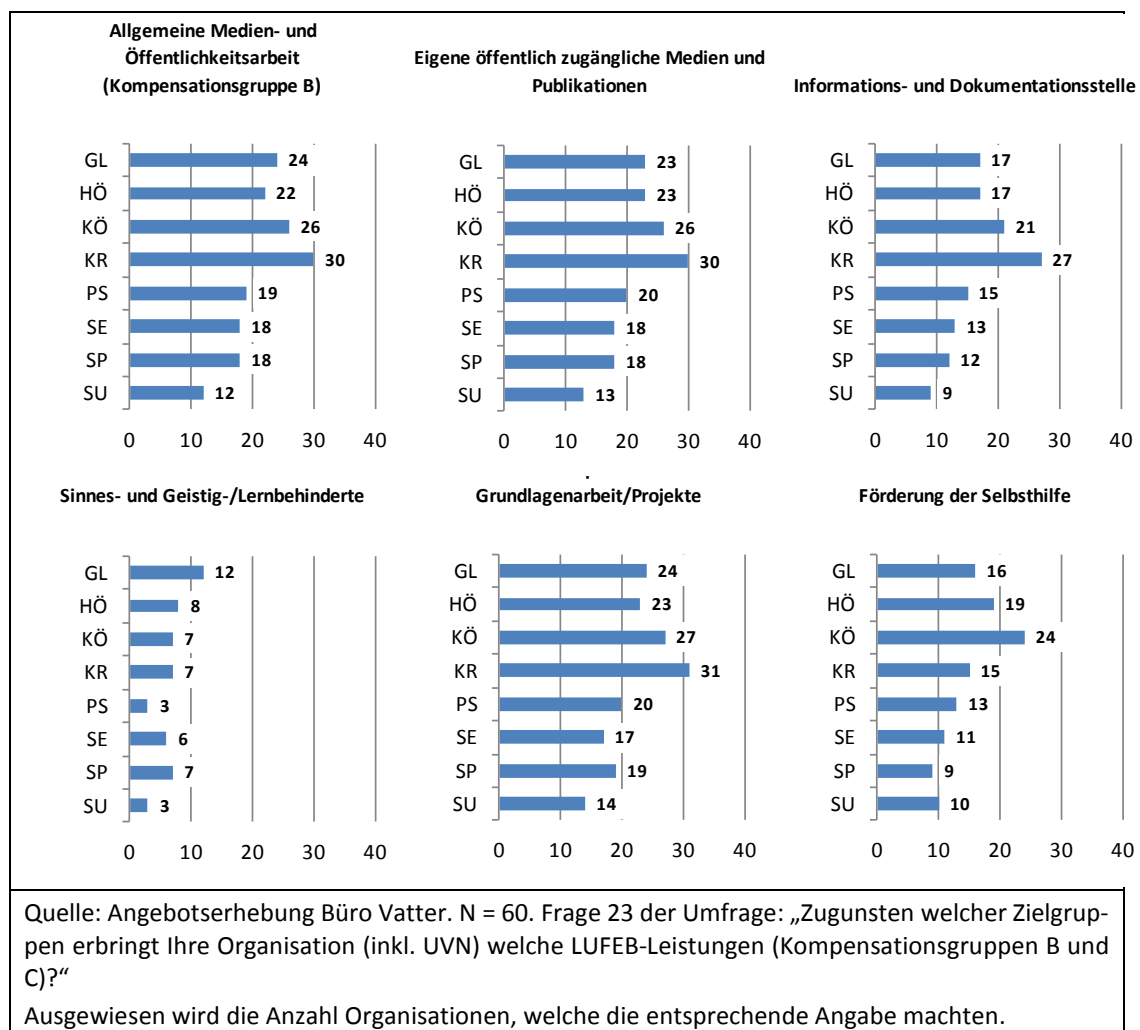 Allgemeine Medien- und
Öffentlichkeitsarbeit
(Kompensationsgruppe B)
GL 24
HÖ 22
KÖ 26
KR 30
PS 19
SE 18
SP 18
SU 12
0 10 20 30 40
Eigene öffentlich zugängliche Medien und
Publikationen
GL 23
HÖ 23
KÖ 26
KR 30
PS 20
SE 18
SP 18
SU 13
0 10 20 30 40
Informations- und Dokumentationsstelle
GL 17
HÖ 17
KÖ 21
KR 27
PS 15
SE 13
SP 12
SU 9
0 10 20 30 40
Sinnes- und Geistig-/Lernbehinderte
GL 12
HÖ 8
KÖ 7
KR 7
PS 3
SE 6
SP 7
SU 3
0 10 20 30 40
Grundlagenarbeit/Projekte
GL 24
HÖ 23
KÖ 27
KR 31
PS 20
SE 17
SP 19
SU 14
0 10 20 30 40
Förderung der Selbsthilfe
GL 16
HÖ 19
KÖ 24
KR 15
PS 13
SE 11
SP 9
SU 10
0 10 20 30 40
Quelle: Angebotserhebung Büro Vatter. N = 60. Frage 23 der Umfrage: „Zugunsten welcher Zielgrup-
pen erbringt Ihre Organisation (inkl. UVN) welche LUFEB-Leistungen (Kompensationsgruppen B und
C)?“
Ausgewiesen wird die Anzahl Organisationen, welche die entsprechende Angabe machten.